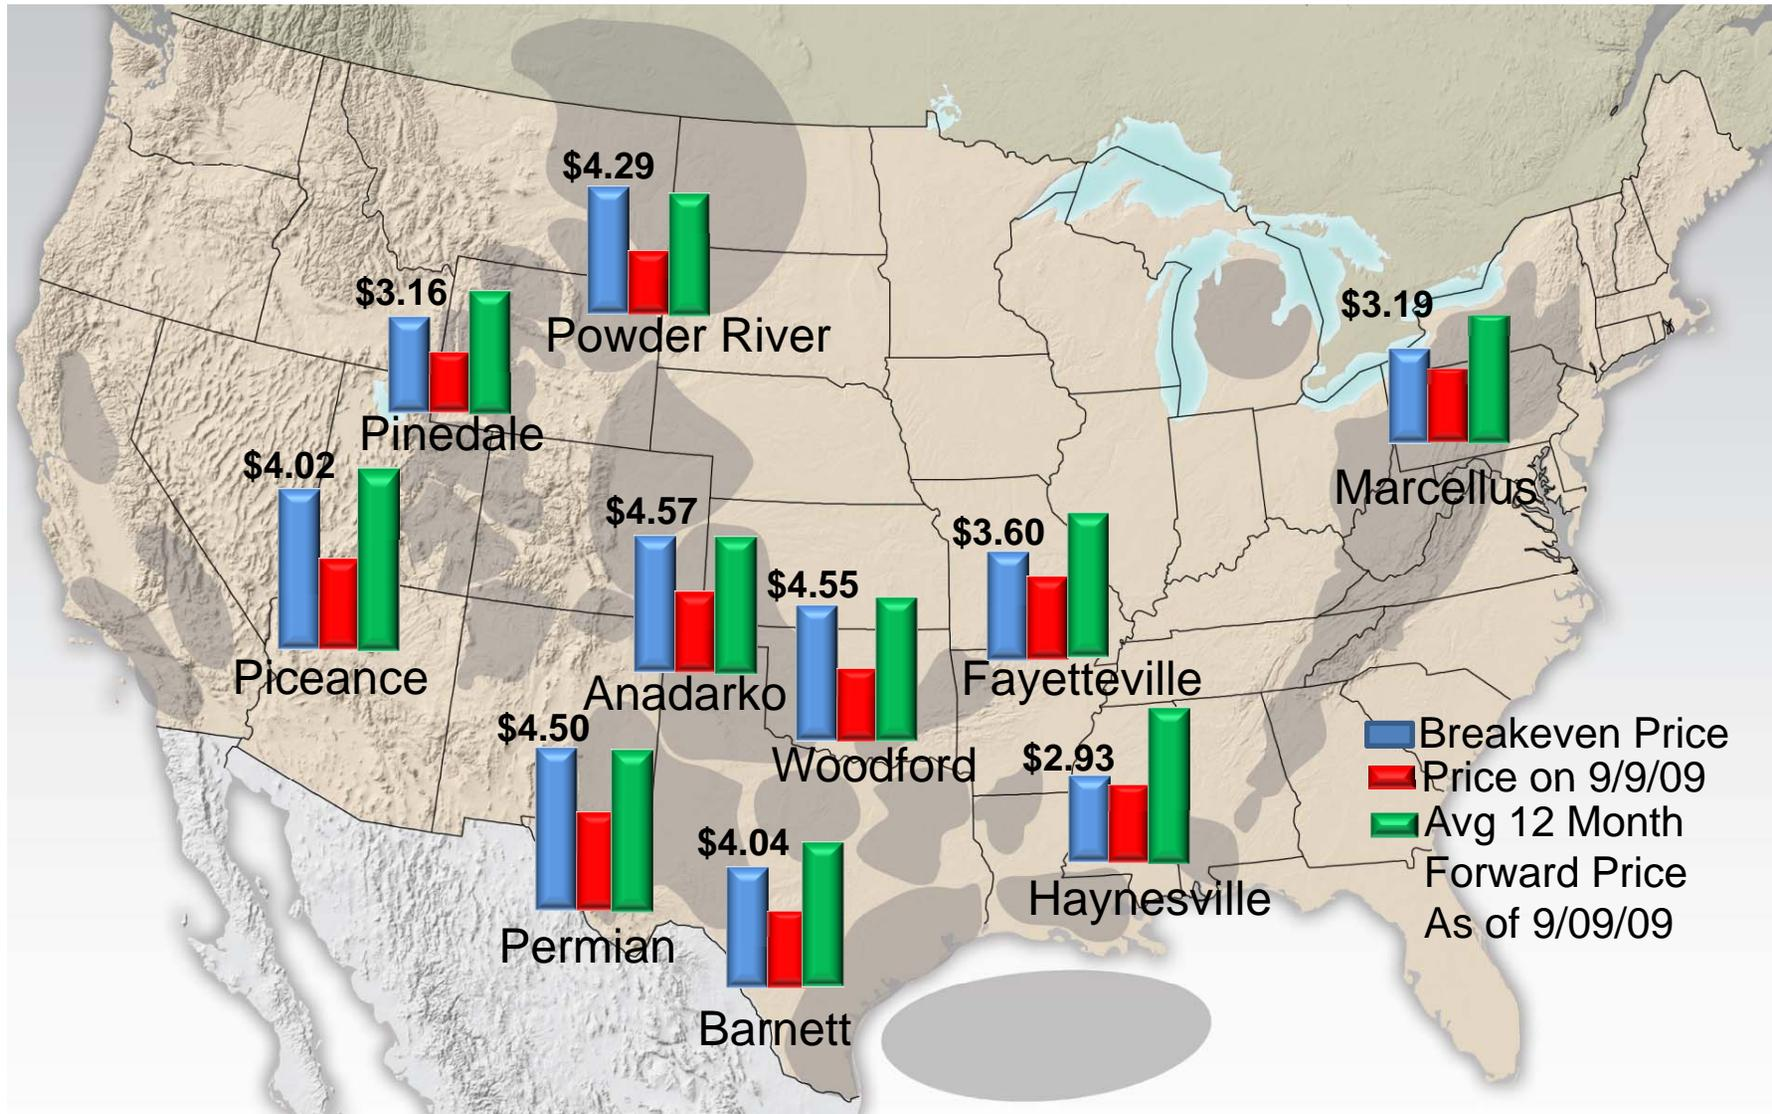 $4.29
Powder River
$3.16
Pinedale
$3.19
Marcellus
$4.02
Piceance
$4.57
Anadarko
$4.55
Woodford
$3.60
Fayetteville
$4.50
Permian
$4.04
Barnett
$2.93
Haynesville
Breakeven Price
Price on 9/9/09
Avg 12 Month
Forward Price
As of 9/09/09